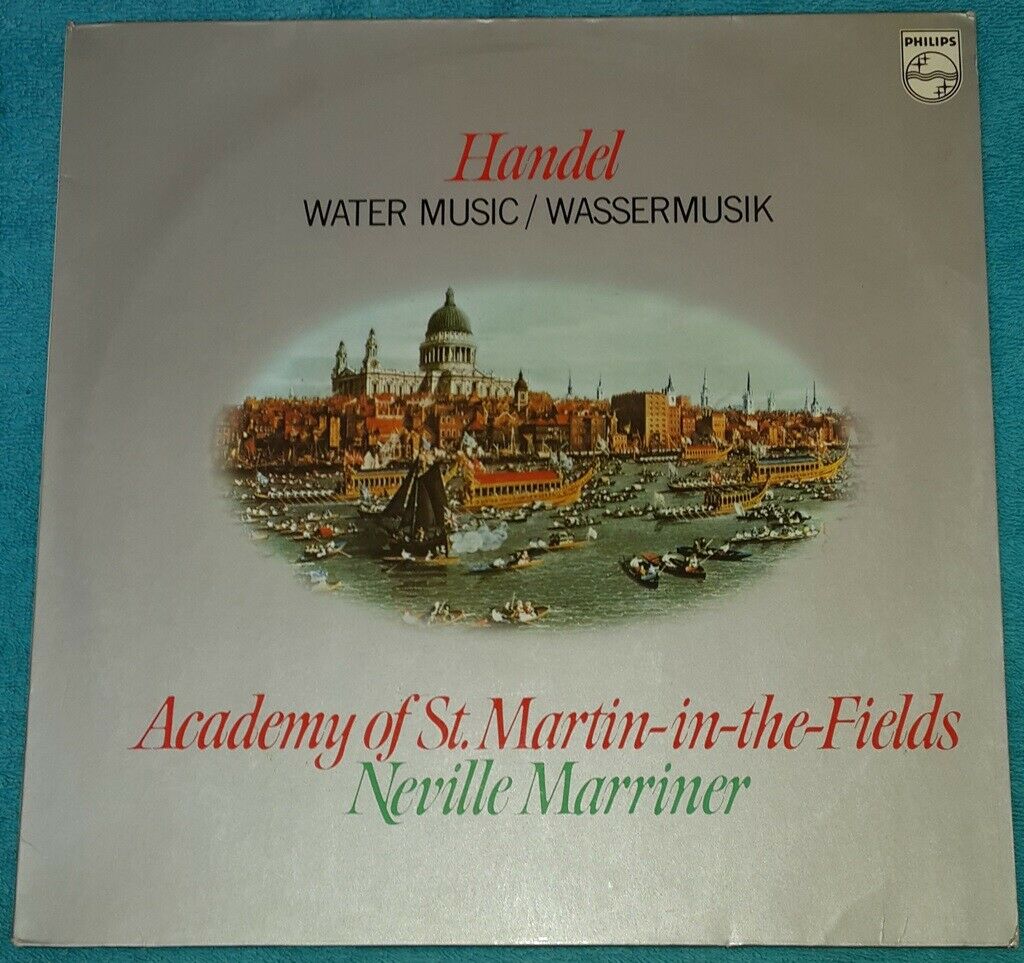 PHILIPS
Handel
WATER MUSIC / WASSERMUSIK
Academy of St. Martin-in-the-Fields
Neville Marriner